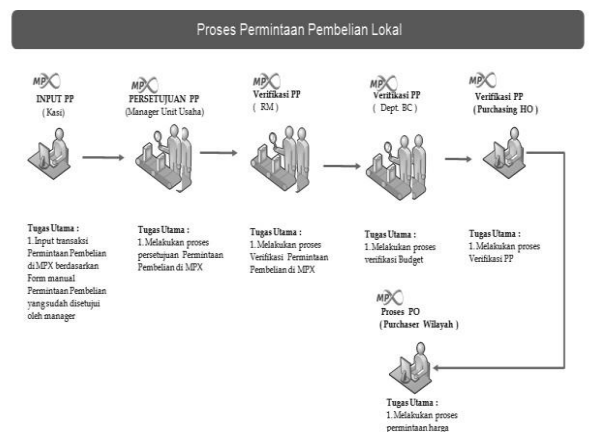 Proses Permintaan Pembelian Lokal
MPX
INPUT PP
( Kasi)
Tugas Utama :
1. Input transaksi
Permintaan Pembelian
di MPX berdasarkan
Form manual
Permintaan Pembelian
yang sudah disetujui
oleh manager
MPX
PERSETUJUAN PP
(Manager Unit Usaha)
Tugas Utama :
1. Melakukan proses
persetujuan Permintaan
Pembelian di MPX
MPX
Verifikasi PP
( RM )
Tugas Utama :
1. Melakukan proses
Verifikasi Permintaan
Pembelian di MPX
MPX
Verifikasi PP
( Dept. BC )
Tugas Utama :
1. Melakukan proses
verifikasi Budget
MPX
Verifikasi PP
(Purchasing HO)
Tugas Utama :
1. Melakukan proses
Verifikasi PP
MPX
Proses PO
(Purchaser Wilayah )
Tugas Utama :
1. Melakukan proses
permintaan harga